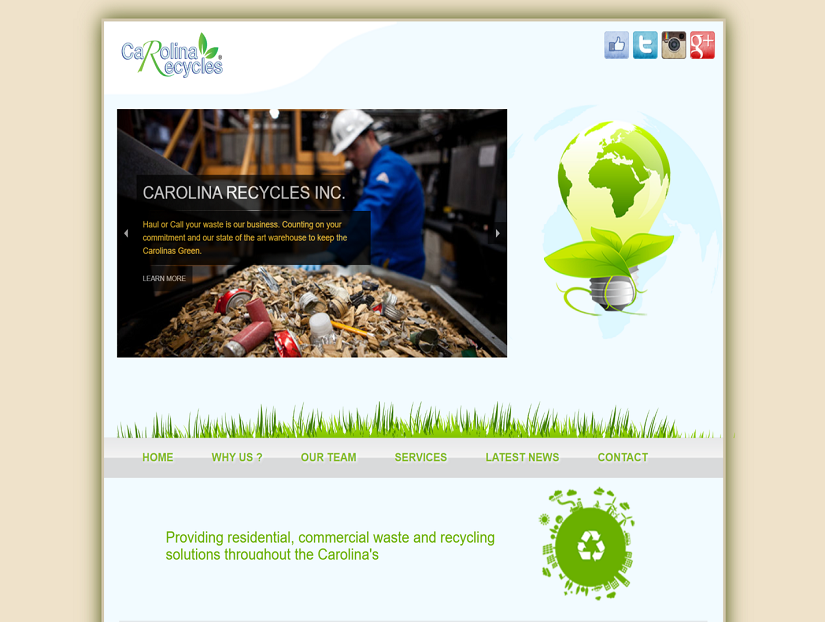 CaRolina
Recycles
CAROLINA RECYCLES INC.
Haul or Call your waste is our business. Counting on your
commitment and our state of the art warehouse to keep the
Carolinas Green.
LEARN MORE
HOME WHY US ? OUR TEAM SERVICES LATEST NEWS CONTACT
Providing residential, commercial waste and recycling
solutions throughout the Carolina's